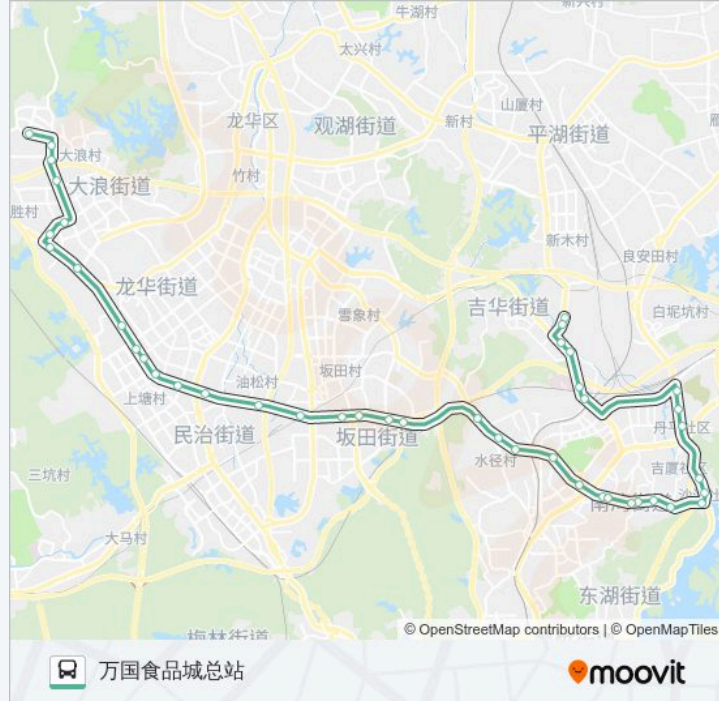 牛湖村
太兴村
山厦村
龙华区
观湖街道
新村
平湖街道
大浪村
竹村
大浪街道
胜村
新木村
良安田村
龙华街道
吉华街道
雪象村
白坭坑村
坂田村
油松村
上塘村
丹平社区
民治街道
坂田街道
水径村
吉厦社区
三坑村
大马村
东湖街道
梅林街道
© OpenStreetMap contributors | © OpenMapTiles
万国食品城总站
moovit